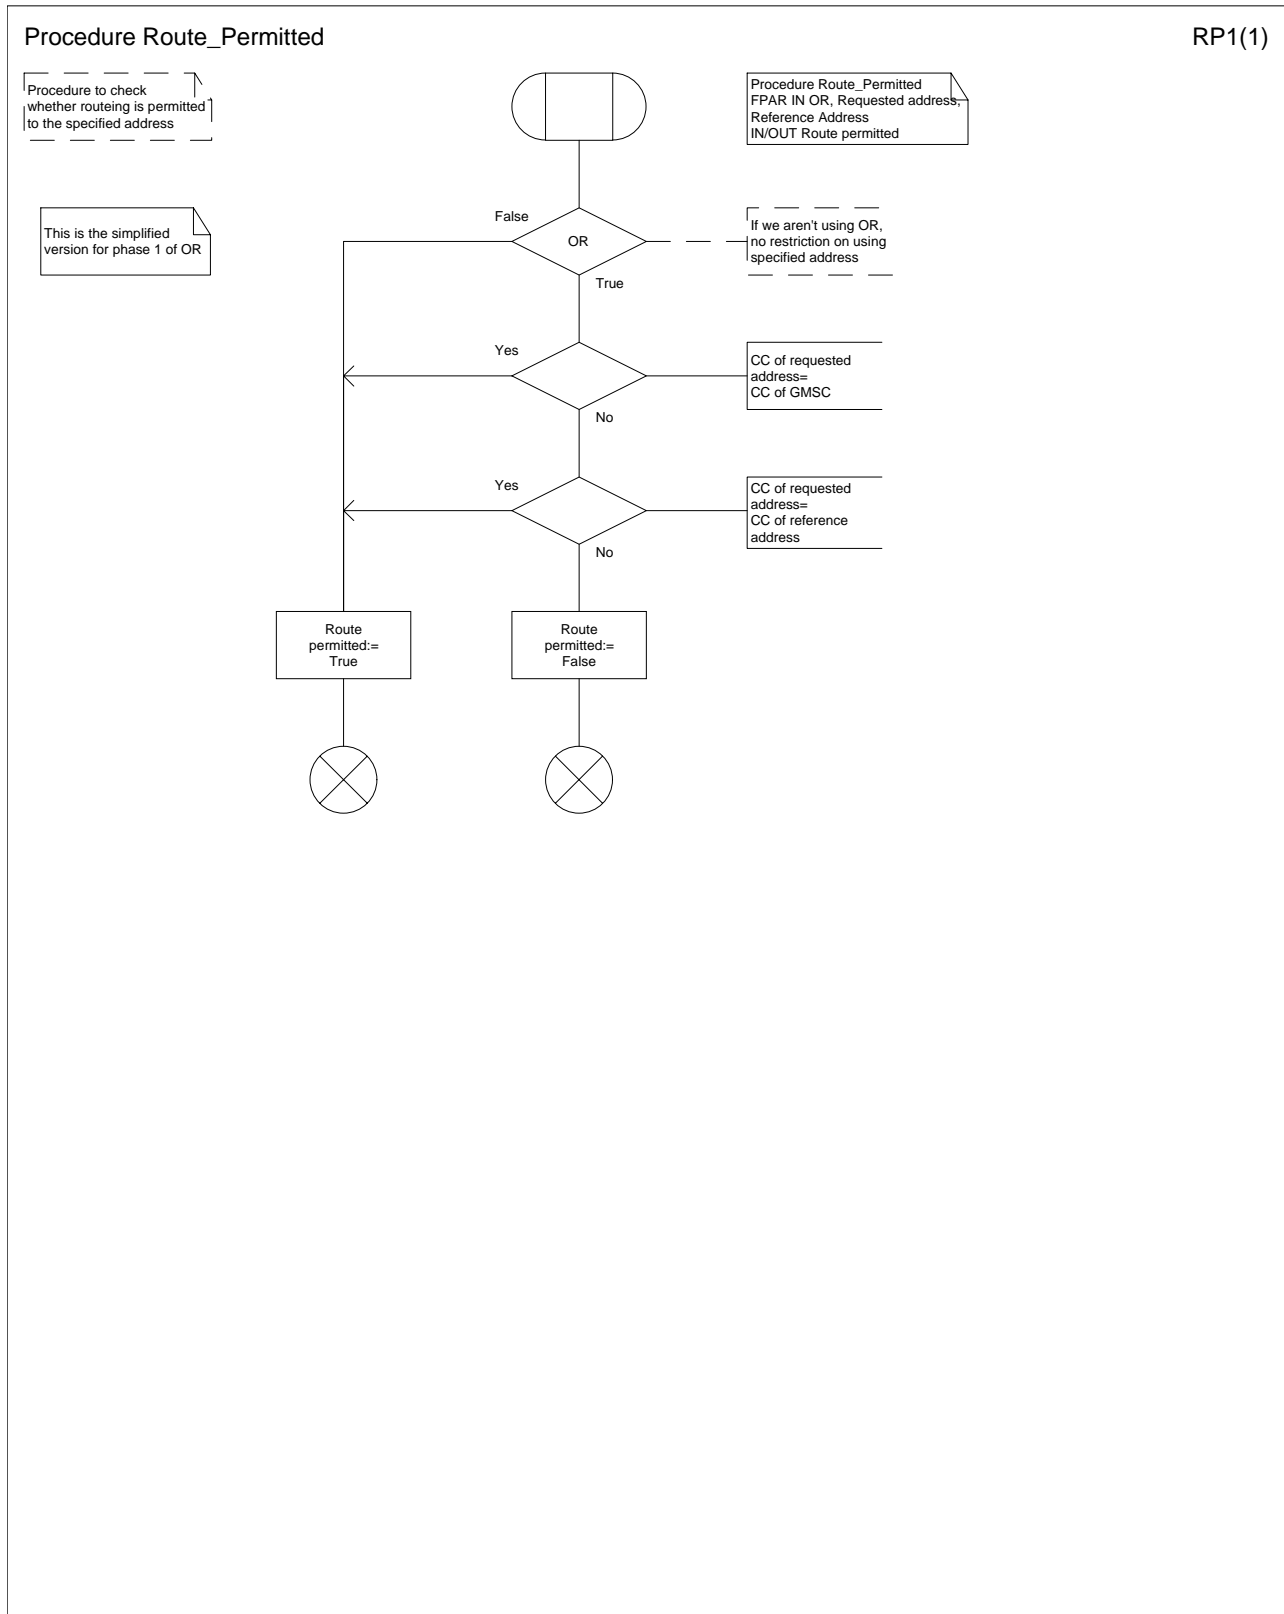 Procedure Route_Permitted
RP1(1)
Procedure to check
whether routeing is permitted
to the specified address
Procedure Route_Permitted
FPAR IN OR, Requested address,
Reference Address
IN/OUT Route permitted
This is the simplified
version for phase 1 of OR
False
OR
True
If we aren't using OR,
no restriction on using
specified address
Yes
No
CC of requested
address=
CC of GMSC
Yes
No
CC of requested
address=
CC of reference
address
Route
permitted:=
True
Route
permitted:=
False